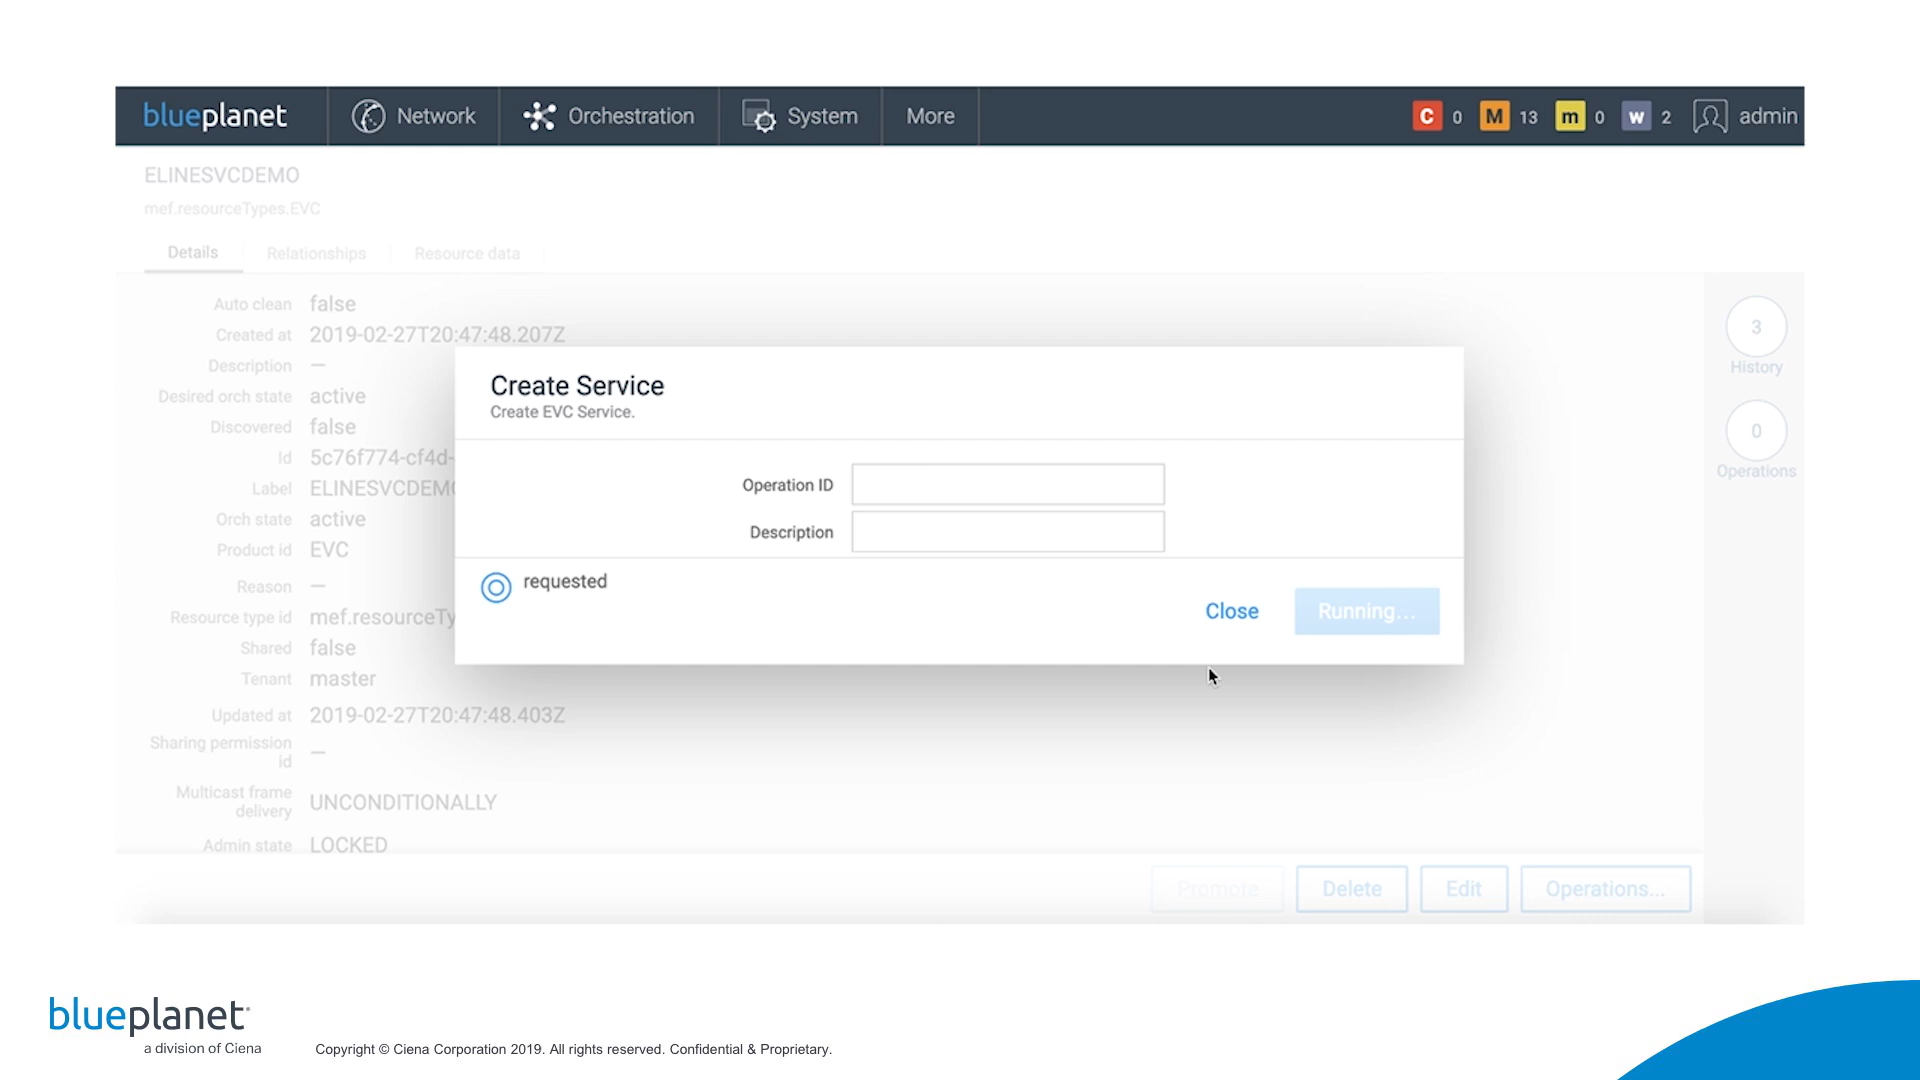 blueplanet Network Orchestration System More C 0 M 13 m 0 w 2 admin
ELINESVCDEMO
mef.resourceTypes.EVC
Details Relationships Resource data
Auto clean false
Created at 2019-02-27T20:47:48.207Z
Description —
Desired orch state active
Discovered false
Id 5c76f774-cf4d-
Label ELINESVCDEMO
Orch state active
Product id EVC
Reason —
Resource type id mef.resourceTy
Shared false
Tenant master
Updated at 2019-02-27T20:47:48.403Z
Sharing permission
id —
Multicast frame
delivery UNCONDITIONALLY
Admin state LOCKED
Create Service
Create EVC Service.
Operation ID
Description
requested
Close Running...
3
History
0
Operations
Promote Delete Edit Operations...
blueplanet
a division of Ciena
Copyright © Ciena Corporation 2019. All rights reserved. Confidential & Proprietary.